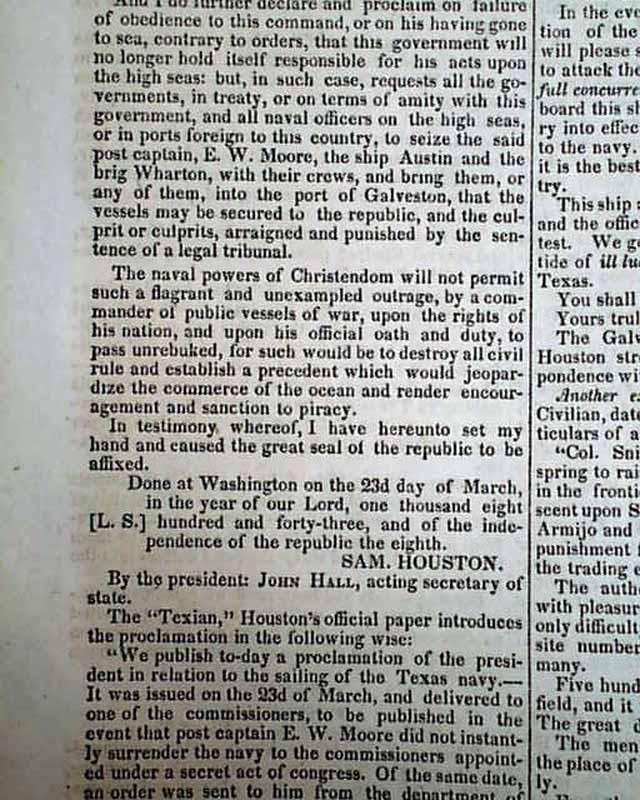 And I do further declare and proclaim on failure
of obedience to this command, or on his having gone
to sea, contrary to orders, that this government will
no longer hold itself responsible for his acts upon
the high seas: but, in such case, requests all the go-
vernments, in treaty, or on terms of amity with this
government, and all naval officers on the high seas,
or in ports foreign to this country, to seize the said
post captain, E. W. Moore, the ship Austin and the
brig Wharton, with their crews, and bring them, or
any of them, into the port of Galveston, that the
vessels may be secured to the republic, and the cul-
prit or culprits, arraigned and punished by the sen-
tence of a legal tribunal.
The naval powers of Christendom will not permit
such a flagrant and unexampled outrage, by a com-
mander of public vessels of war, upon the rights of
his nation, and upon his official oath and duty, to
pass unrebuked, for such would be to destroy all civil
rule and establish a precedent which would jeopar-
dize the commerce of the ocean and render encour-
agement and sanction to piracy.
In testimony whereof, I have hereunto set my
hand and caused the great seal of the republic to be
affixed.
Done at Washington on the 23d day of March,
in the year of our Lord, one thousand eight
[L. S.] hundred and forty-three, and of the inde-
pendence of the republic the eighth.
SAM. HOUSTON.
By the president: JOHN HALL, acting secretary of
state.
The "Texian," Houston's official paper introduces
the proclamation in the following wise:
"We publish to-day a proclamation of the presi-
dent in relation to the sailing of the Texas navy.—
It was issued on the 23d of March, and delivered to
one of the commissioners, to be published in the
event that post captain E. W. Moore did not instant-
ly surrender the navy to the commissioners appoint-
ed under a secret act of congress. Of the same date,
an order was sent to him from the department of
In the eve
tion of the
will please s
to attack the
full concurre
board this sh
ry into effec
to the navy.
it is the best
try.
This ship
and the offic
test. We g
tide of ill lu
Texas.
You shall
Yours trul
The Galv
Houston str
pondence wi
Another e
Civilian, date
ticulars of a
"Col. Sni
spring to rai
in the fronti
scent upon S
Armijo and
punishment
the trading e
The auth
with pleasur
only difficult
site number
many.
Five hund
field, and it
The great d
The men
the place of
ly.